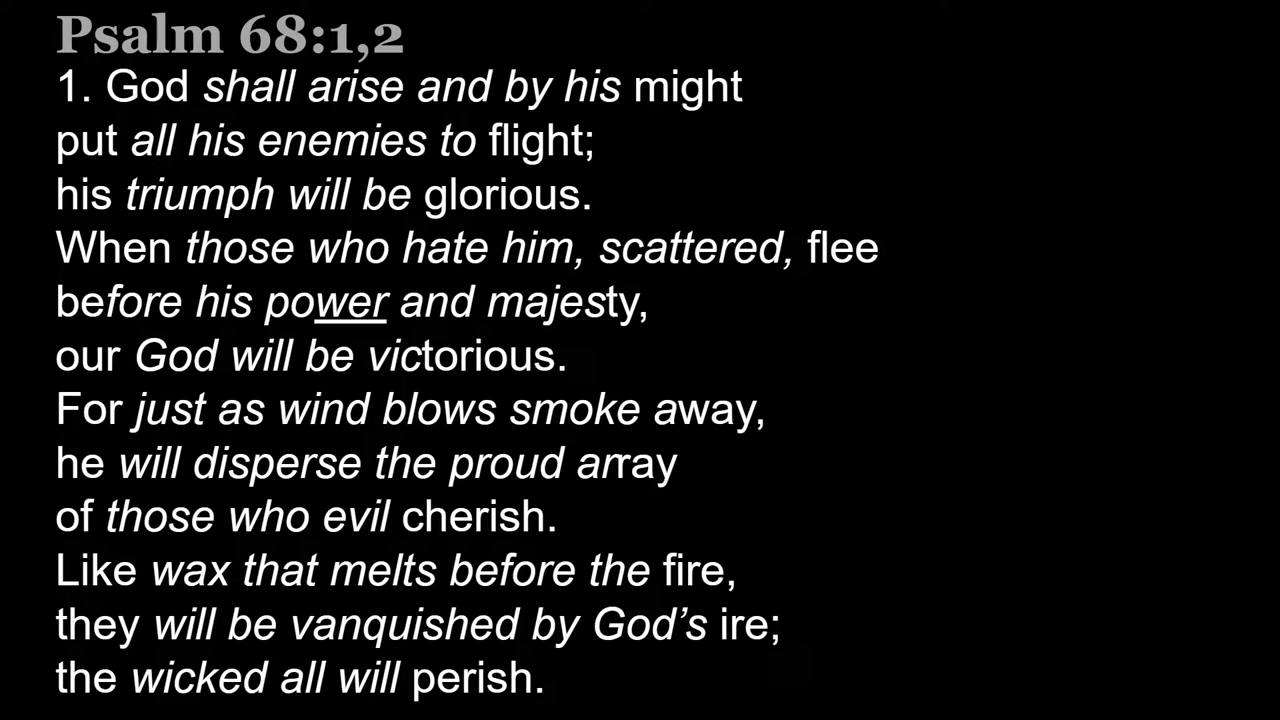 Psalm 68:1,2
1. God shall arise and by his might
put all his enemies to flight;
his triumph will be glorious.
When those who hate him, scattered, flee
before his power and majesty,
our God will be victorious.
For just as wind blows smoke away,
he will disperse the proud array
of those who evil cherish.
Like wax that melts before the fire,
they will be vanquished by God’s ire;
the wicked all will perish.